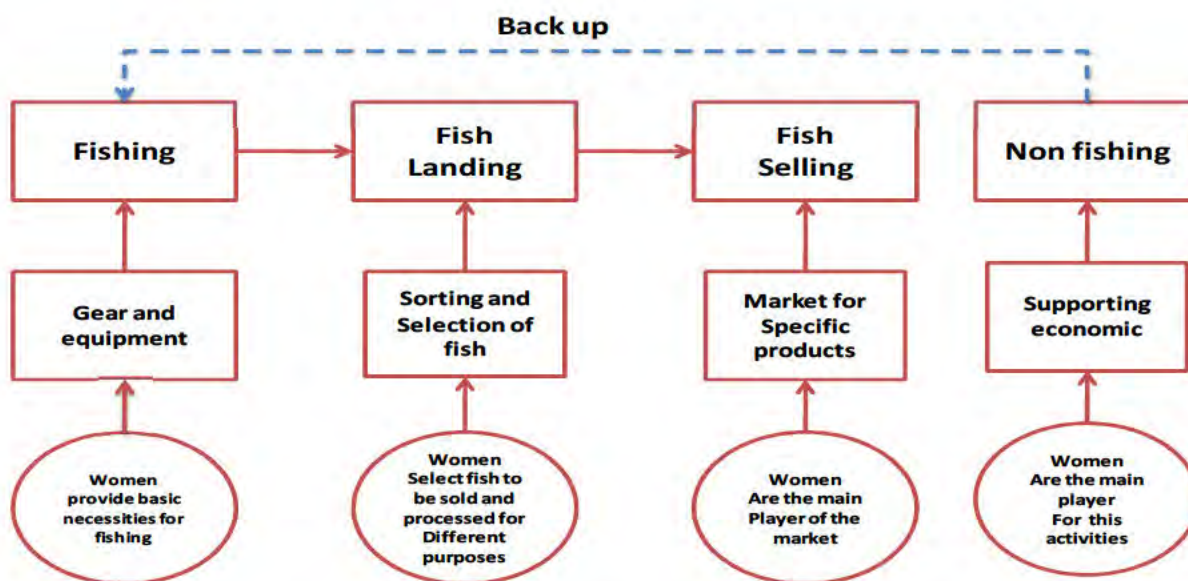 Back up
Fishing
Fish
Landing
Fish
Selling
Non fishing
Gear and
equipment
Sorting and
Selection of
fish
Market for
Specific
products
Supporting
economic
Women
provide basic
necessities for
fishing
Women
Select fish to
be sold and
processed for
Different
purposes
Women
Are the main
Player of the
market
Women
Are the main
player
For this
activities